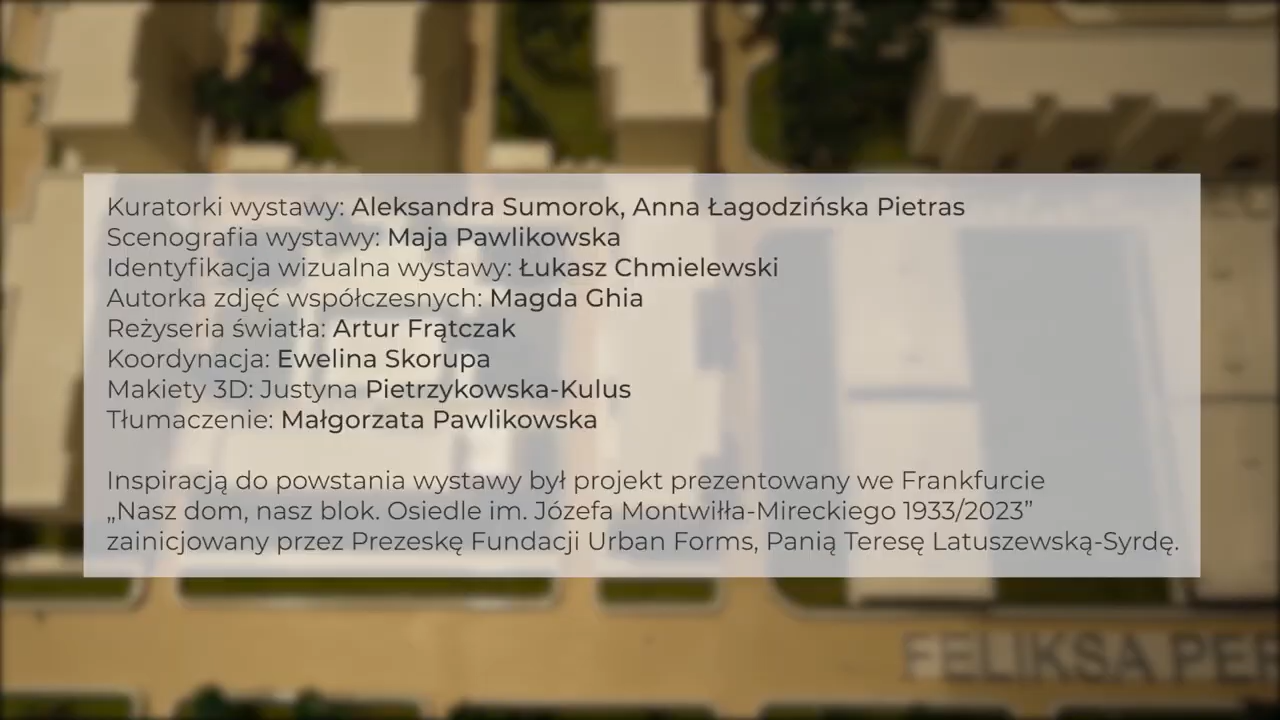 Kuratorki wystawy: Aleksandra Sumorok, Anna Łagodzińska Pietras
Scenografia wystawy: Maja Pawlikowska
Identyfikacja wizualna wystawy: Łukasz Chmielewski
Autorka zdjęć współczesnych: Magda Ghia
Reżyseria światła: Artur Frątczak
Koordynacja: Ewelina Skorupa
Makiety 3D: Justyna Pietrzykowska-Kulus
Tłumaczenie: Małgorzata Pawlikowska
Inspiracją do powstania wystawy był projekt prezentowany we Frankfurcie
„Nasz dom, nasz blok. Osiedle im. Józefa Montwiłła-Mireckiego 1933/2023”
zainicjowany przez Prezeskę Fundacji Urban Forms, Panią Teresę Latuszewską-Syrdę.
FELIKSA